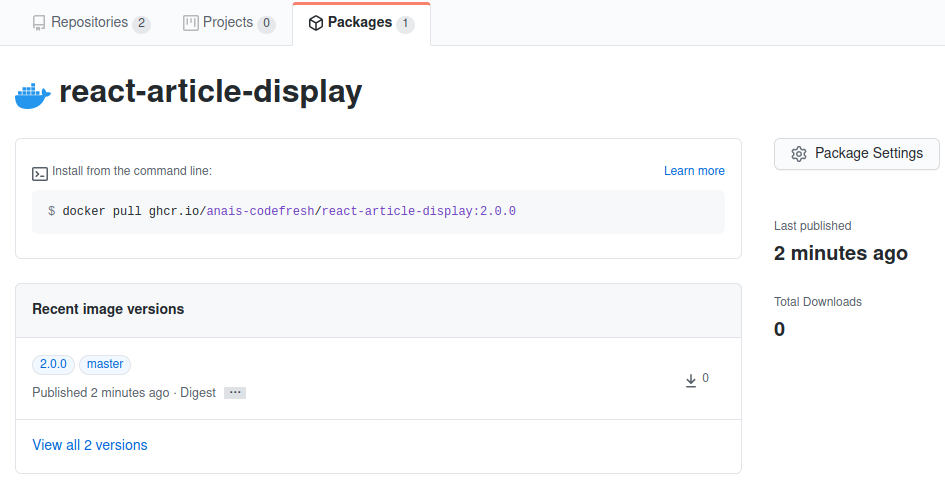 Repositories 2 Projects 0 Packages 1
react-article-display
Install from the command line: Learn more
$ docker pull ghcr.io/anais-codefresh/react-article-display:2.0.0
Package Settings
Last published
2 minutes ago
Total Downloads
0
Recent image versions
2.0.0 master
Published 2 minutes ago · Digest ...
0
View all 2 versions